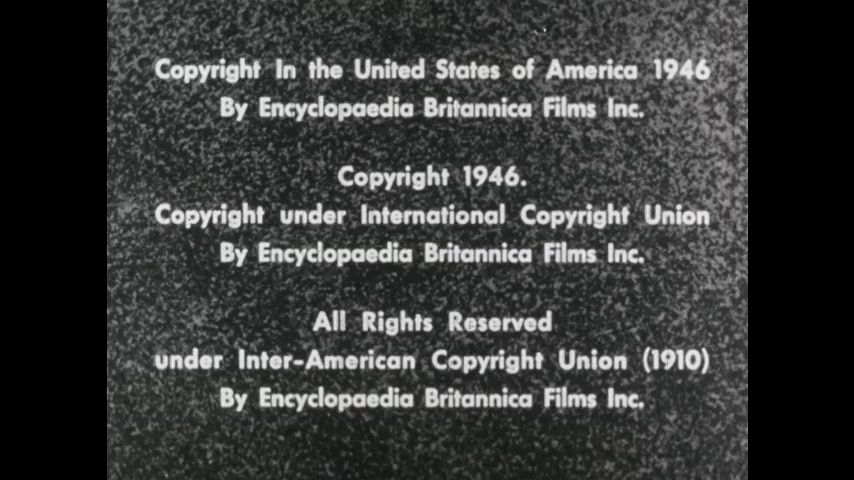 Copyright In the United States of America 1946
By Encyclopaedia Britannica Films Inc.
Copyright 1946.
Copyright under International Copyright Union
By Encyclopaedia Britannica Films Inc.
All Rights Reserved
under Inter-American Copyright Union (1910)
By Encyclopaedia Britannica Films Inc.